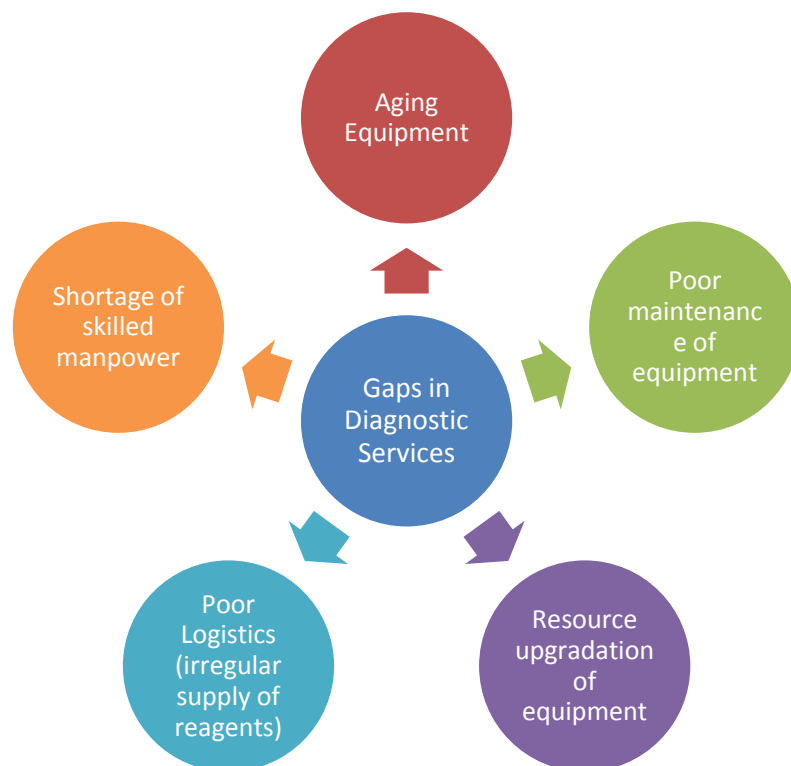 Aging
Equipment
Shortage of
skilled
manpower
Poor
maintenanc
e of
equipment
Gaps in
Diagnostic
Services
Poor
Logistics
(irregular
supply of
reagents)
Resource
upgradation
of
equipment